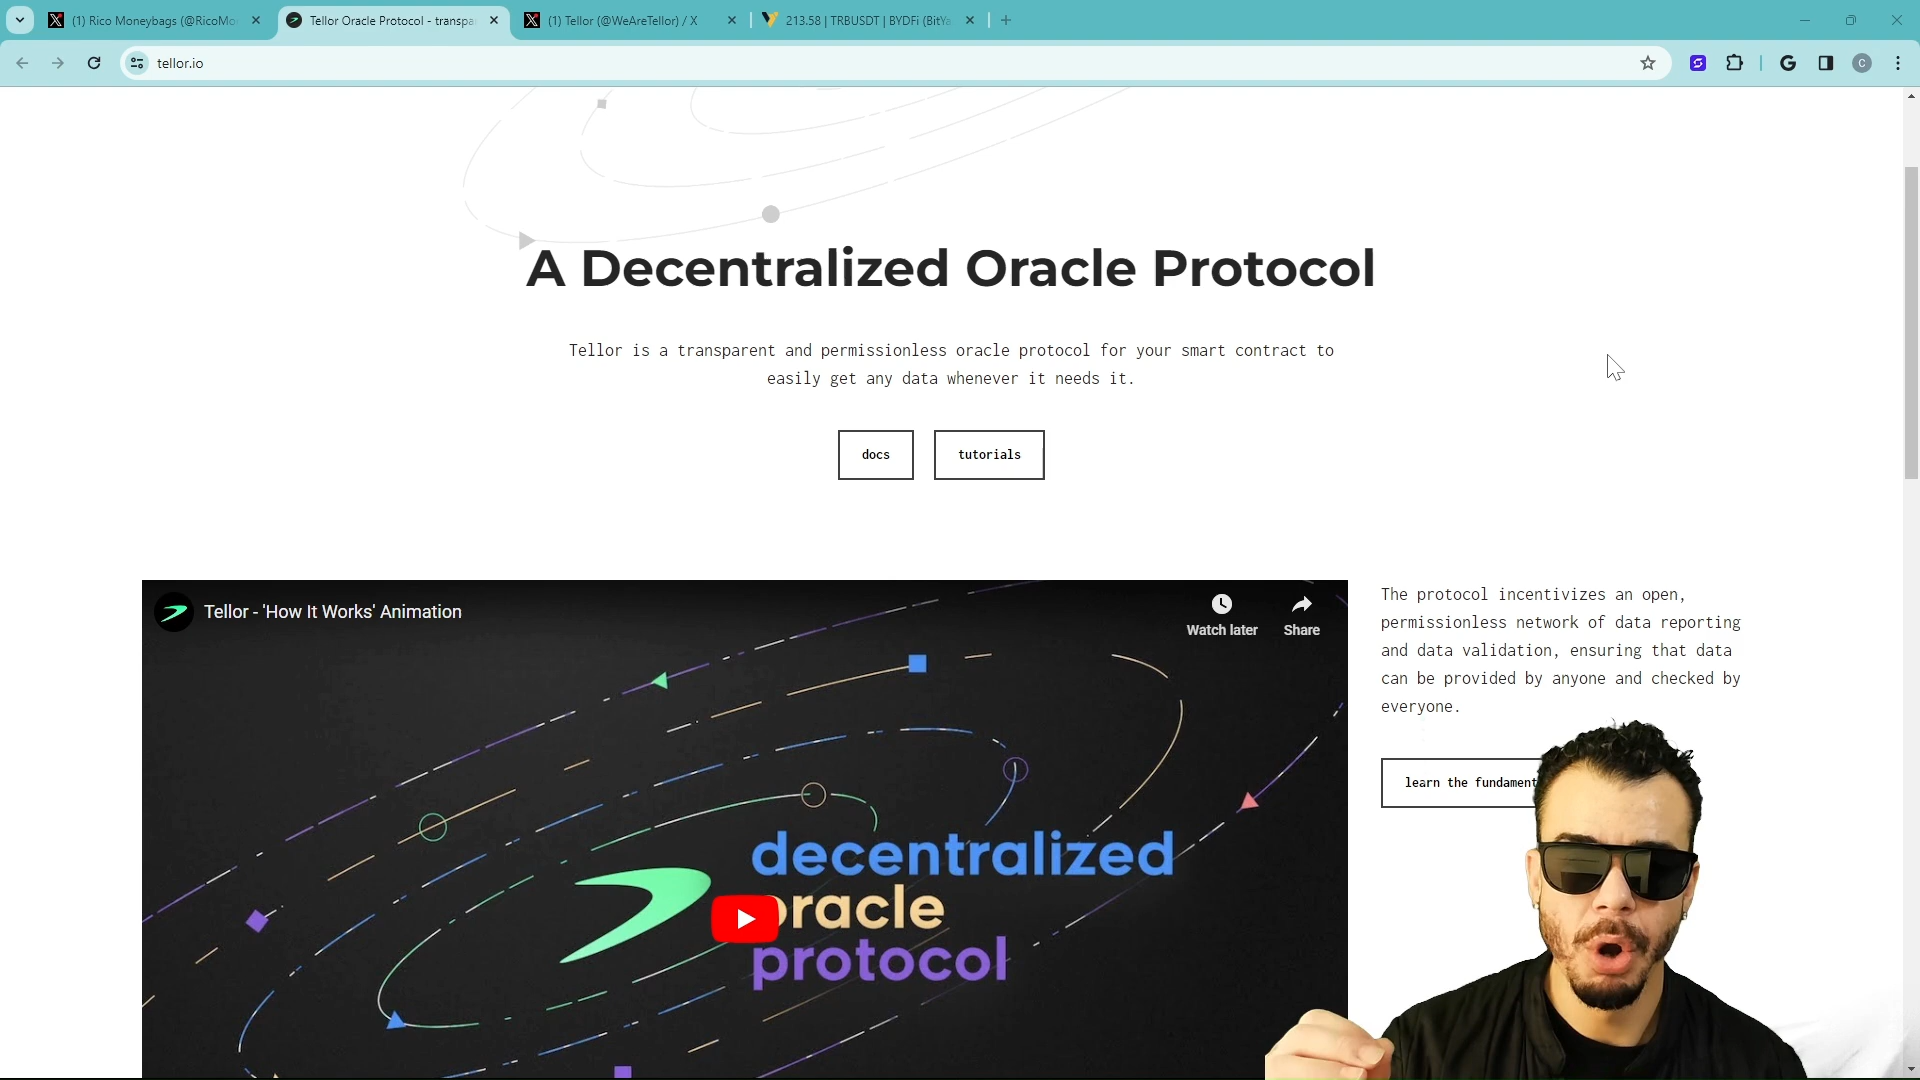 (1) Rico Moneybags (@RicoMo
Tellor Oracle Protocol - transpa
(1) Tellor (@WeAreTellor) / X
213.58 | TRBUSDT | BYDFi (BitYa
tellor.io
C
A Decentralized Oracle Protocol
Tellor is a transparent and permissionless oracle protocol for your smart contract to
easily get any data whenever it needs it.
docs
tutorials
Tellor - 'How It Works' Animation
Watch later
Share
decentralized
oracle
protocol
The protocol incentivizes an open,
permissionless network of data reporting
and data validation, ensuring that data
can be provided by anyone and checked by
everyone.
learn the fundament